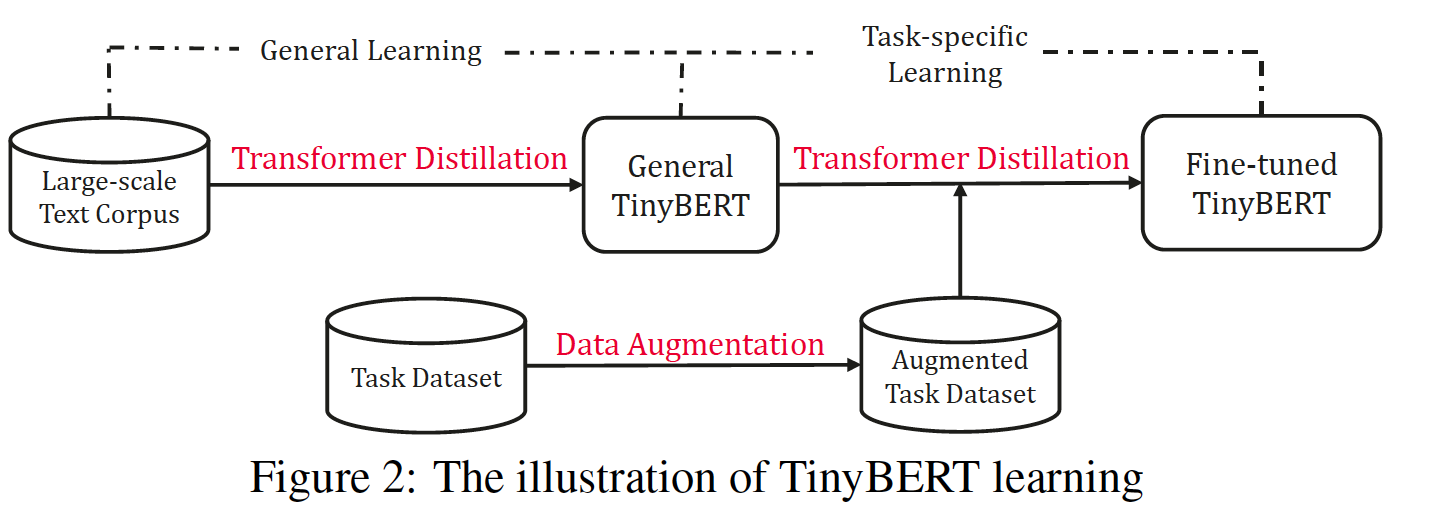 General Learning
Task-specific
Learning
Large-scale
Text Corpus
Transformer Distillation
General
TinyBERT
Transformer Distillation
Fine-tuned
TinyBERT
Task Dataset
Data Augmentation
Augmented
Task Dataset
Figure 2: The illustration of TinyBERT learning